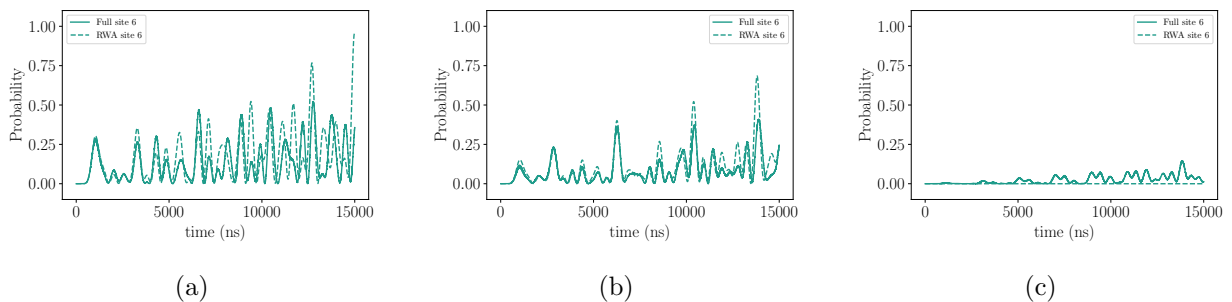 1.00
0.75
0.50
0.25
0.00
Probability
Full site 6
RWA site 6
0
5000
10000
15000
time (ns)
(a)
1.00
0.75
0.50
0.25
0.00
Probability
Full site 6
RWA site 6
0
5000
10000
15000
time (ns)
(b)
1.00
0.75
0.50
0.25
0.00
Probability
Full site 6
RWA site 6
0
5000
10000
15000
time (ns)
(c)